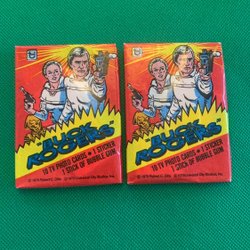 "BUCK
ROGERS"
10 TV PHOTO CARDS • 1 STICKER
1 STICK OF BUBBLE GUM
"BUCK
ROGERS"
10 TV PHOTO CARDS • 1 STICKER
1 STICK OF BUBBLE GUM